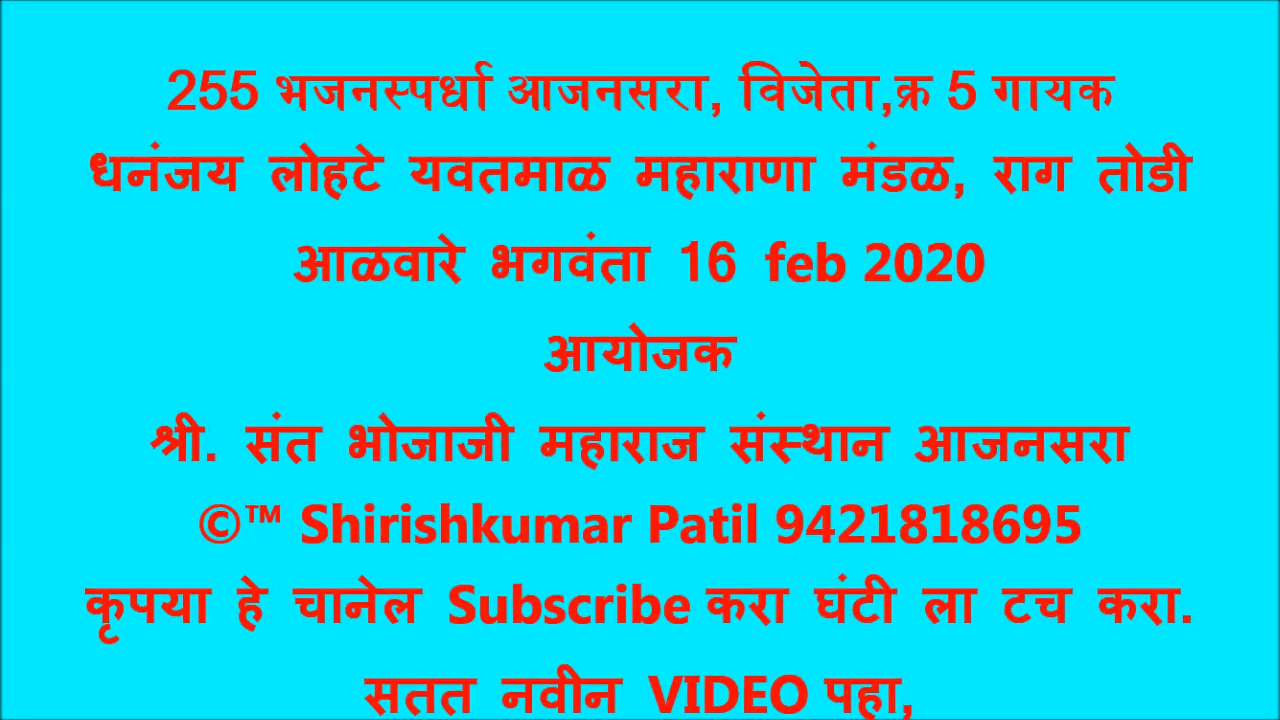 255 भजनस्पर्धा आजनसरा, विजेता,क्र 5 गायक
धनंजय लोहटे यवतमाळ महाराणा मंडळ, राग तोडी
आळवारे भगवंता 16 feb 2020
आयोजक
श्री. संत भोजाजी महाराज संस्थान आजनसरा
©™ Shirishkumar Patil 9421818695
कृपया हे चानेल Subscribe करा घंटी ला टच करा.
सतत नवीन VIDEO पहा,